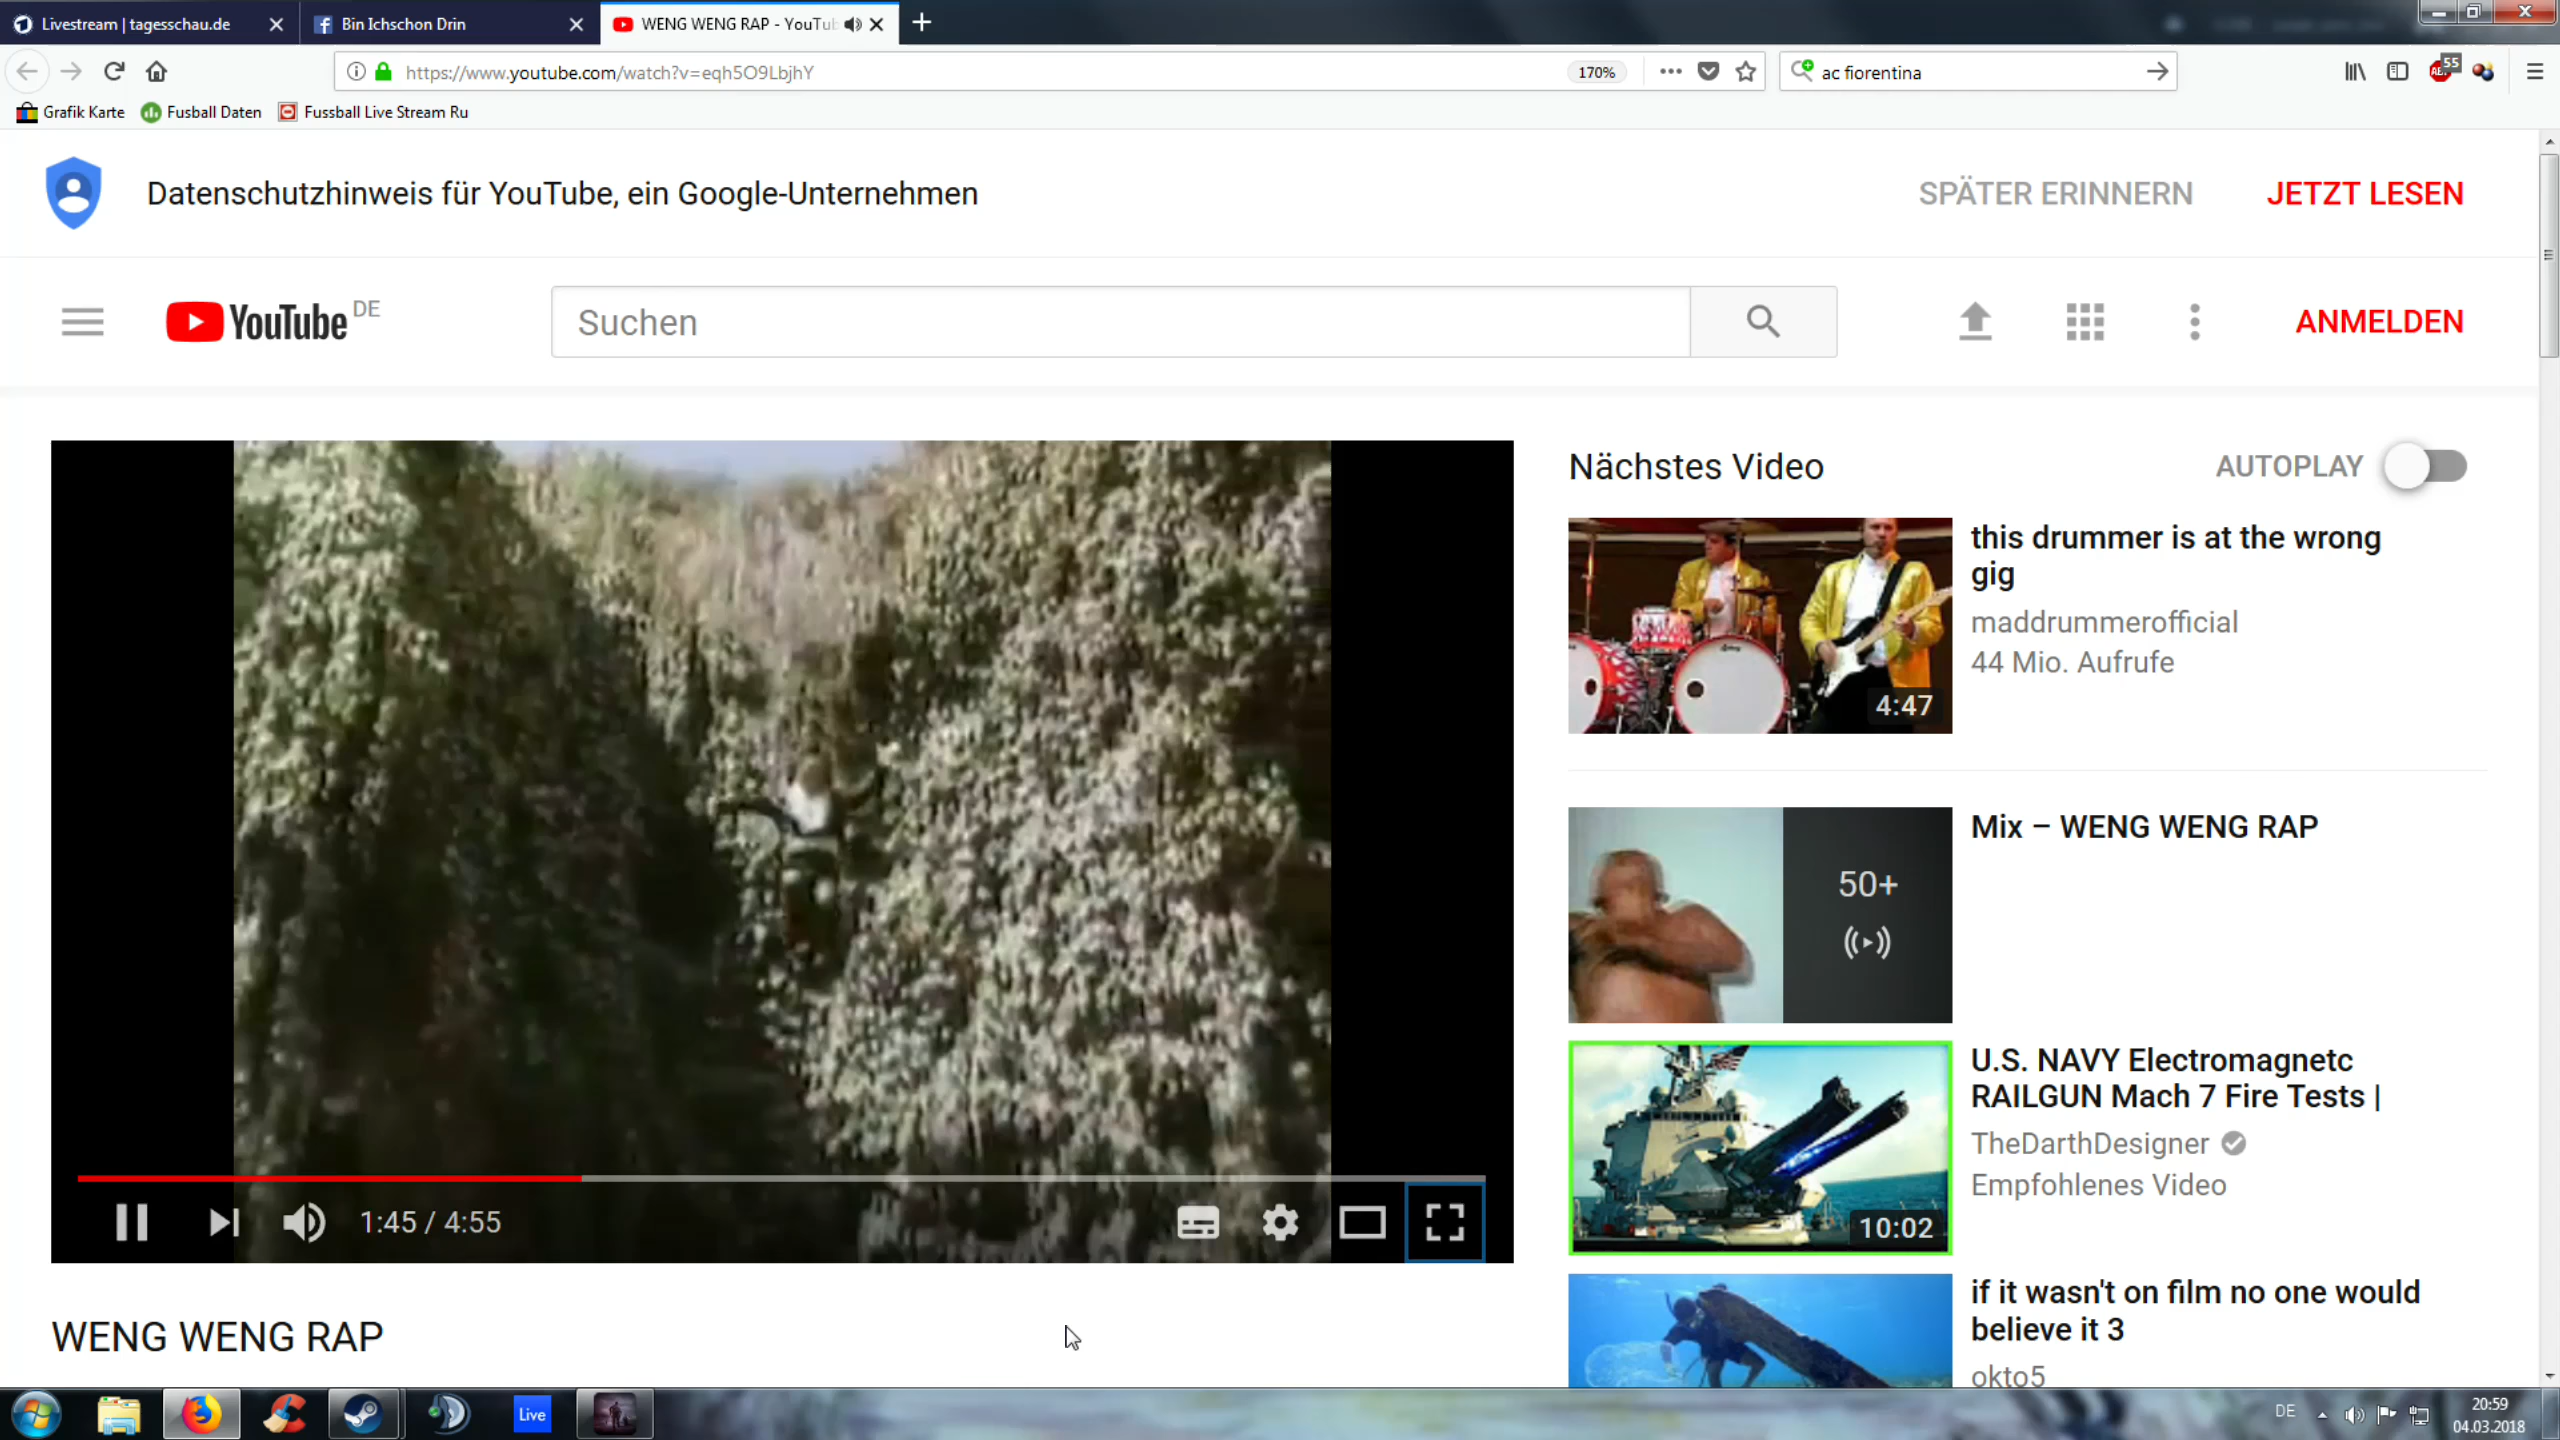 Livestream | tagesschau.de
Bin Ichschon Drin
WENG WENG RAP - YouTub
https://www.youtube.com/watch?v=eqh5O9LbjhY
170%
ac fiorentina
55
Grafik Karte
Fusball Daten
Fussball Live Stream Ru
Datenschutzhinweis für YouTube, ein Google-Unternehmen
SPÄTER ERINNERN
JETZT LESEN
YouTube DE
Suchen
ANMELDEN
Nächstes Video
AUTOPLAY
this drummer is at the wrong
gig
maddrummerofficial
44 Mio. Aufrufe
4:47
Mix – WENG WENG RAP
50+
U.S. NAVY Electromagnetc
RAILGUN Mach 7 Fire Tests |
TheDarthDesigner
Empfohlenes Video
10:02
if it wasn't on film no one would
believe it 3
okto5
1:45 / 4:55
WENG WENG RAP
Live
DE
20:59
04.03.2018